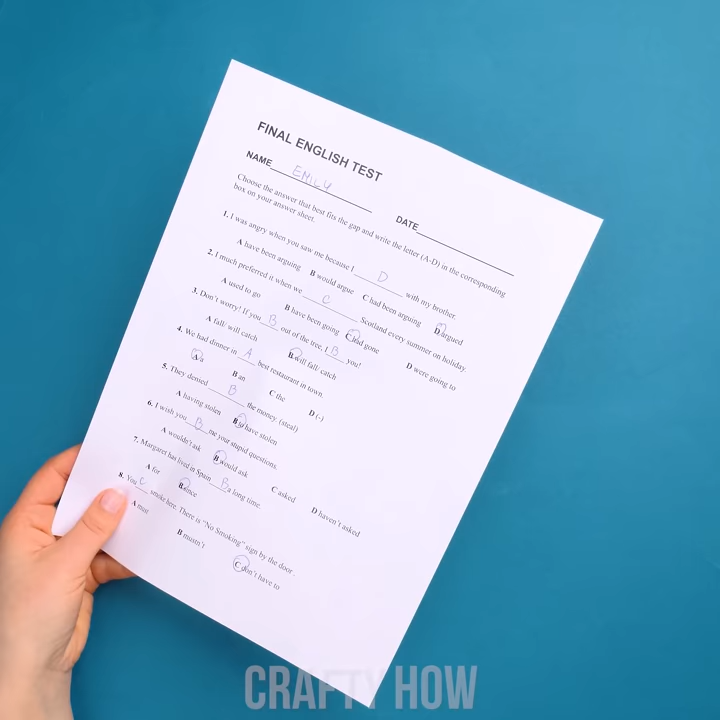 FINAL ENGLISH TEST
NAME EMILY
DATE
Choose the answer that best fits the gap and write the letter (A-D) in the corresponding
box on your answer sheet.
1. I was angry when you saw me because I D with my brother.
A have been arguing B would argue C had been arguing D argued
2. I much preferred it when we C Scotland every summer on holiday.
A used to go B have been going C had gone D were going to
3. Don't worry! If you B out of the tree, I B you!
A fall/ will catch B will fall/ catch
4. We had dinner in A best restaurant in town.
A a B an C the D (-)
5. They denied B the money. (steal)
A having stolen B to have stolen
6. I wish you B me your stupid questions.
A wouldn't ask B would ask C asked D haven't asked
7. Margaret has lived in Spain B a long time.
A for B since
8. You C smoke here. There is "No Smoking" sign by the door.
A must B mustn't C don't have to
CRAFTY HOW